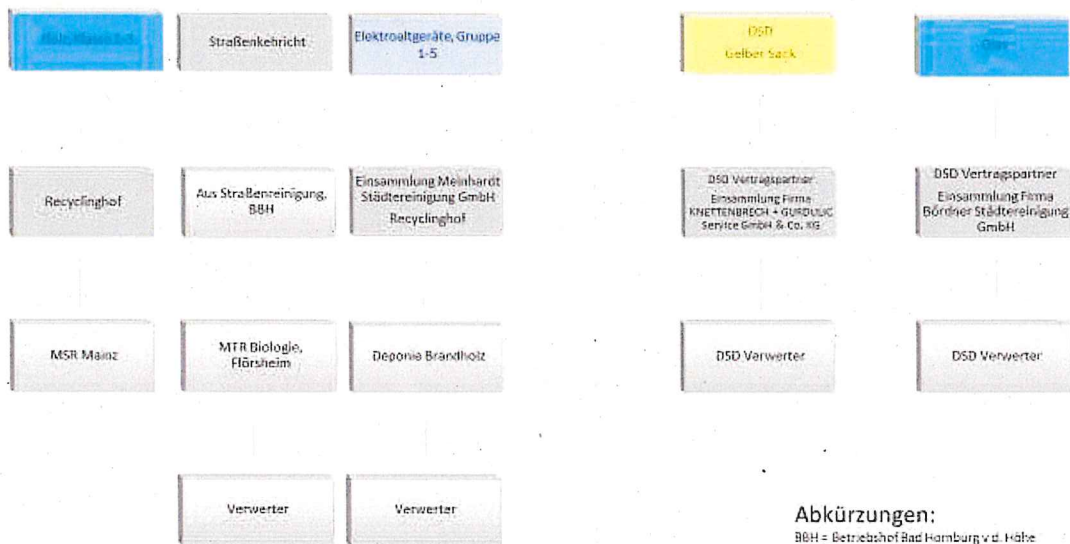 Straßenkehricht
Elektroaltgeräte, Gruppe
1-5
DSD
Gelber Sack
Recyclinghof
Aus Straßenreinigung,
BBH
Einsammlung Meinhardt
Städtereinigung GmbH
Recyclinghof
DSD Vertragspartner
Einsammlung Firma
KNETTENBRECH + GURDULIC
Service GmbH & Co. KG
DSD Vertragspartner
Einsammlung Firma
Bördner Städtereinigung
GmbH
MSR Mainz
MTR Biologie,
Flörsheim
Deponie Brandholz
DSD Verwerter
DSD Verwerter
Verwerter
Verwerter
Abkürzungen:
BBH = Betriebshof Bad Homburg v.d. Höhe